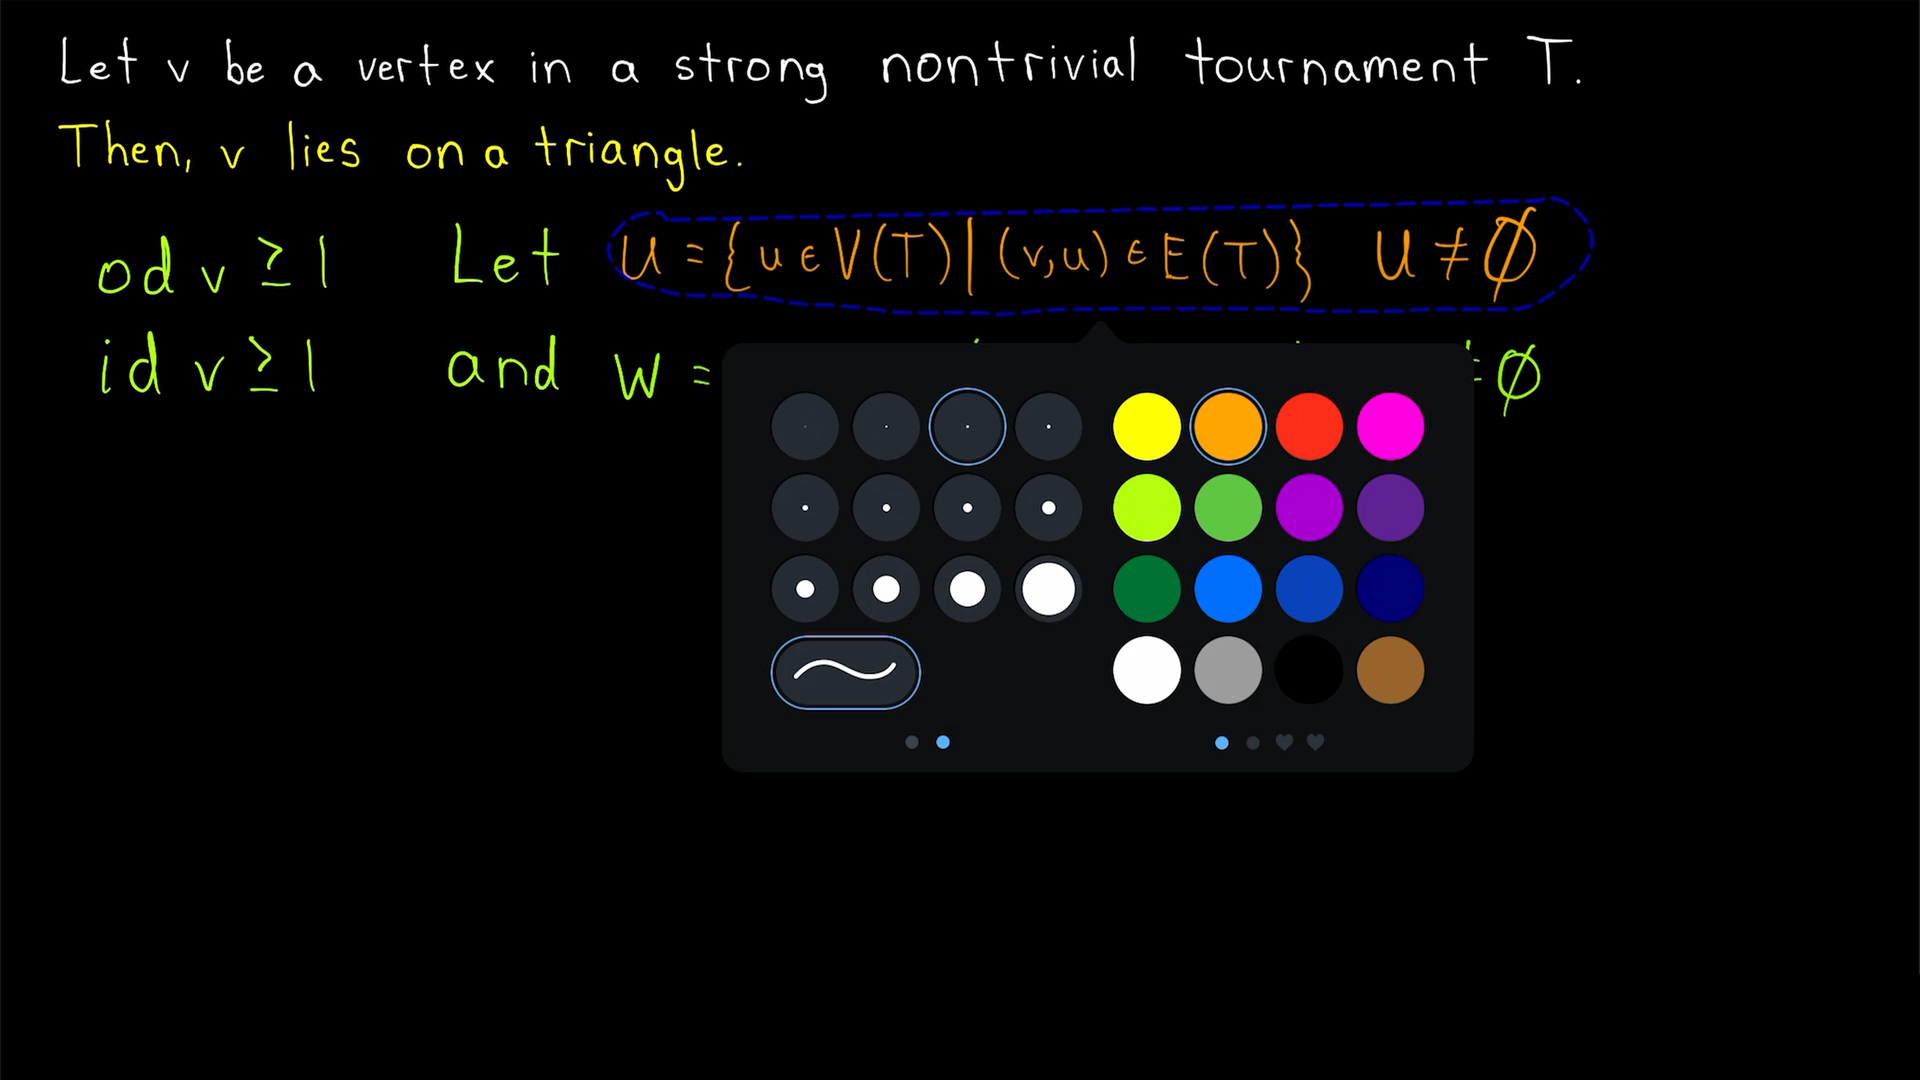 Let v be a vertex in a strong nontrivial tournament T.
Then, v lies on a triangle.
od v ≥ 1 Let U = {u ∈ V(T) | (v,u) ∈ E(T)} U ≠ ∅
id v ≥ 1 and W = ≠ ∅